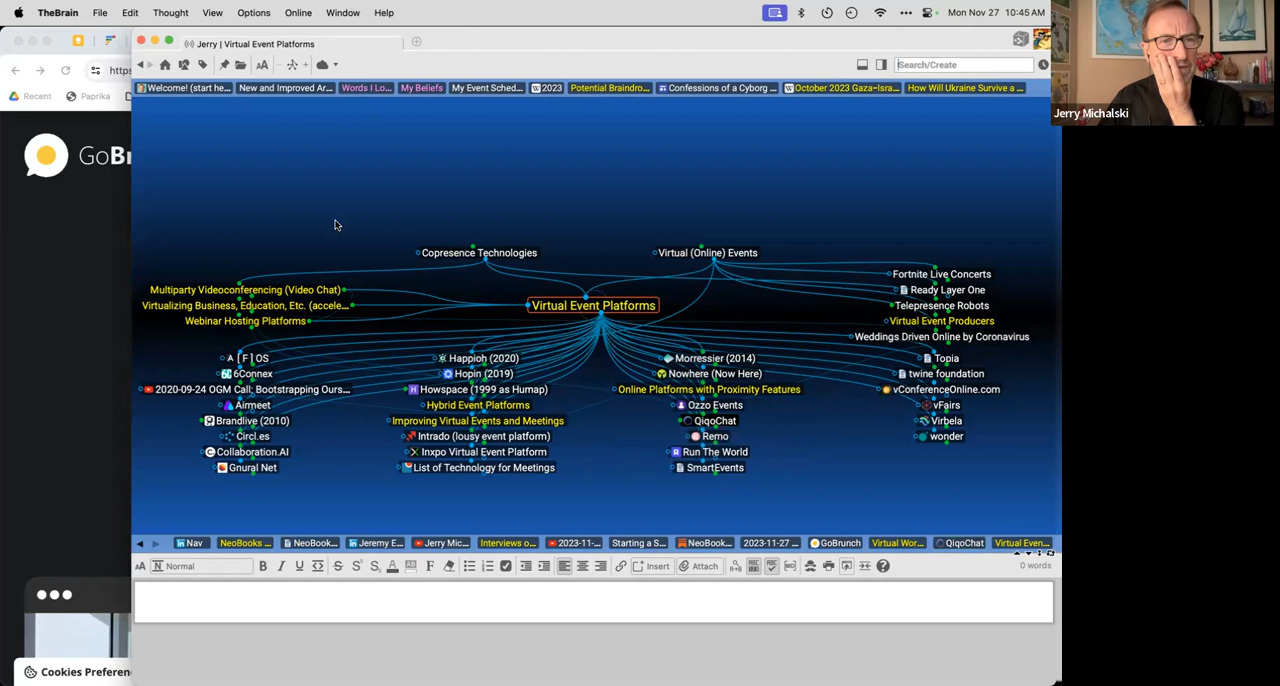 TheBrain File Edit Thought View Options Online Window Help Mon Nov 27 10:45 AM
Jerry | Virtual Event Platforms
https
Search/Create
Recent Paprika
Welcome! (start he... New and Improved Ar... Words I Lo... My Beliefs My Event Sched... 2023 Potential Braindro... Confessions of a Cyborg ... October 2023 Gaza-Isra... How Will Ukraine Survive a ...
Jerry Michalski
GoBr
Copresence Technologies Virtual (Online) Events
Fortnite Live Concerts
Multiparty Videoconferencing (Video Chat) Ready Layer One
Virtualizing Business, Education, Etc. (accele... Virtual Event Platforms Telepresence Robots
Webinar Hosting Platforms Virtual Event Producers
Weddings Driven Online by Coronavirus
[ F ] OS Happioh (2020) Morressier (2014) Topia
6Connex Hopin (2019) Nowhere (Now Here) twine foundation
2020-09-24 OGM Call: Bootstrapping Ours... Howspace (1999 as Humap) Online Platforms with Proximity Features vConferenceOnline.com
Airmeet Hybrid Event Platforms Ozzo Events vFairs
Brandlive (2010) Improving Virtual Events and Meetings QiqoChat Virbela
Circl.es Intrado (lousy event platform) Remo wonder
Collaboration.AI Inxpo Virtual Event Platform Run The World
Gnural Net List of Technology for Meetings SmartEvents
Nav NeoBooks ... NeoBook... Jeremy E... Jerry Mic... Interviews o... 2023-11-... Starting a S... NeoBook... 2023-11-27 ... GoBrunch Virtual Wor... QiqoChat Virtual Even...
Normal B I U S S S A F Insert Attach 0 words
Cookies Preferen